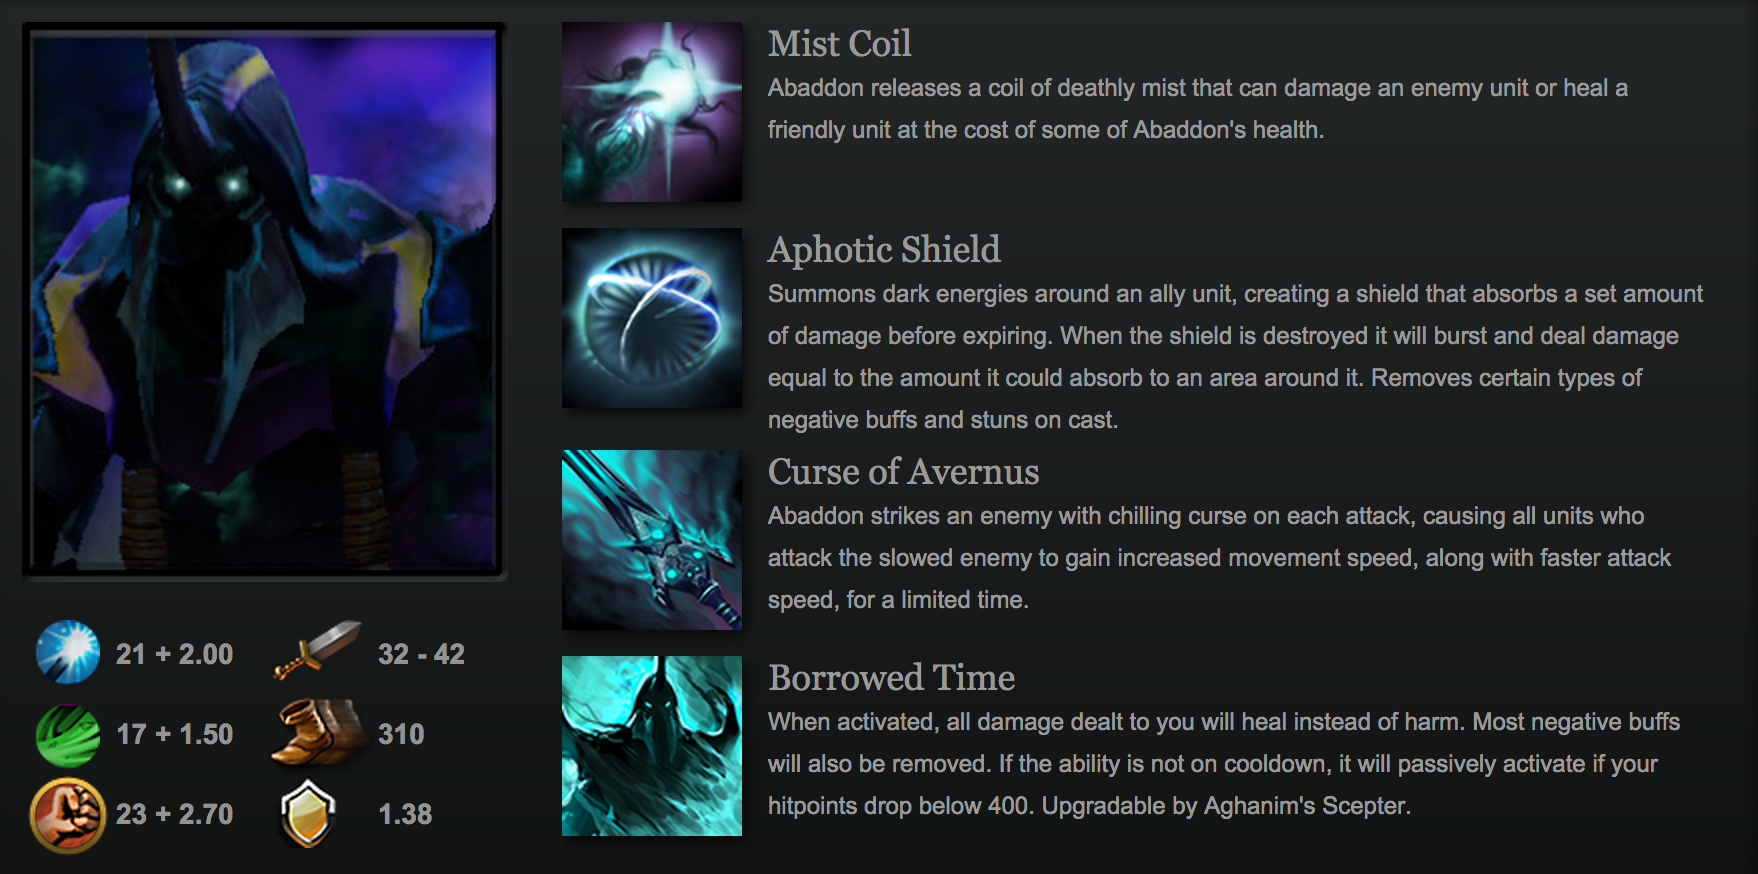 Mist Coil
Abaddon releases a coil of deathly mist that can damage an enemy unit or heal a
friendly unit at the cost of some of Abaddon's health.
Aphotic Shield
Summons dark energies around an ally unit, creating a shield that absorbs a set amount
of damage before expiring. When the shield is destroyed it will burst and deal damage
equal to the amount it could absorb to an area around it. Removes certain types of
negative buffs and stuns on cast.
Curse of Avernus
Abaddon strikes an enemy with chilling curse on each attack, causing all units who
attack the slowed enemy to gain increased movement speed, along with faster attack
speed, for a limited time.
Borrowed Time
When activated, all damage dealt to you will heal instead of harm. Most negative buffs
will also be removed. If the ability is not on cooldown, it will passively activate if your
hitpoints drop below 400. Upgradable by Aghanim's Scepter.
21 + 2.00 32 - 42
17 + 1.50 310
23 + 2.70 1.38